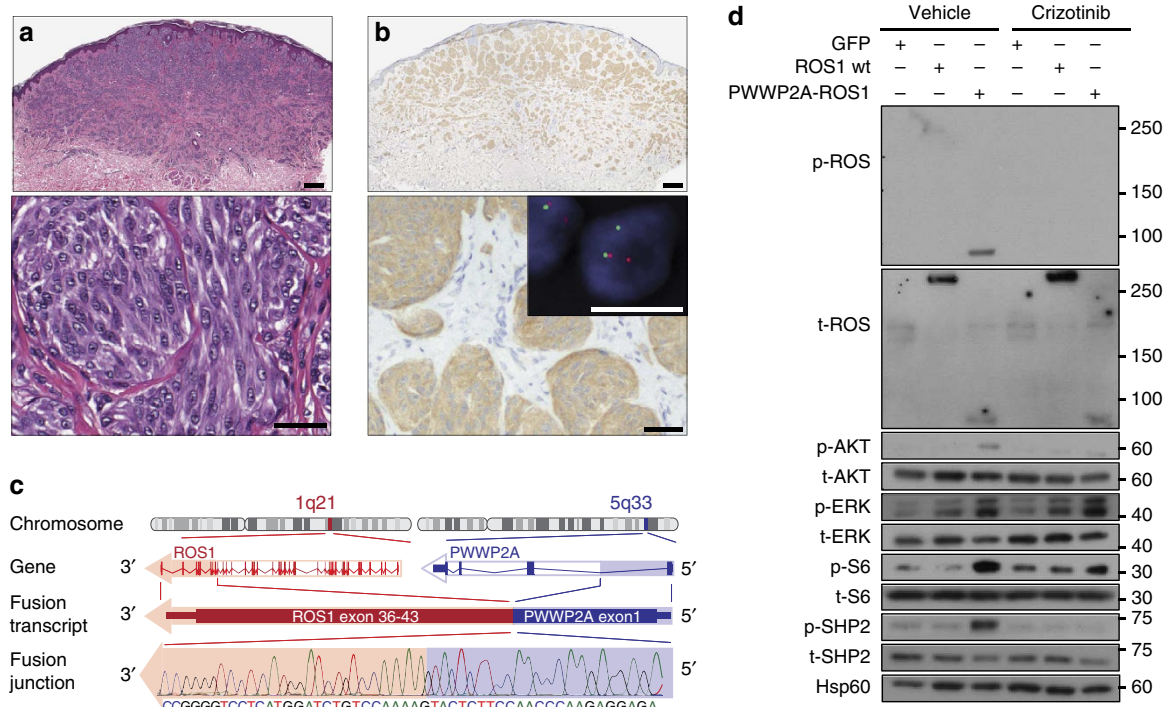 a
b
c
1q21
5q33
Chromosome
ROS1
PWWP2A
Gene
3′
5′
Fusion transcript
3′
ROS1 exon 36-43
PWWP2A exon1
5′
Fusion junction
3′
5′
CCGGGGTCCTCATGGATCTGTCCAAAAGTACTCTTCCAACCCAAGAGGAGA
d
Vehicle
Crizotinib
GFP + – – + – –
ROS1 wt – + – – + –
PWWP2A-ROS1 – – + – – +
p-ROS
250
150
100
t-ROS
250
150
100
p-AKT
60
t-AKT
60
p-ERK
40
t-ERK
40
p-S6
30
t-S6
30
p-SHP2
75
t-SHP2
75
Hsp60
60